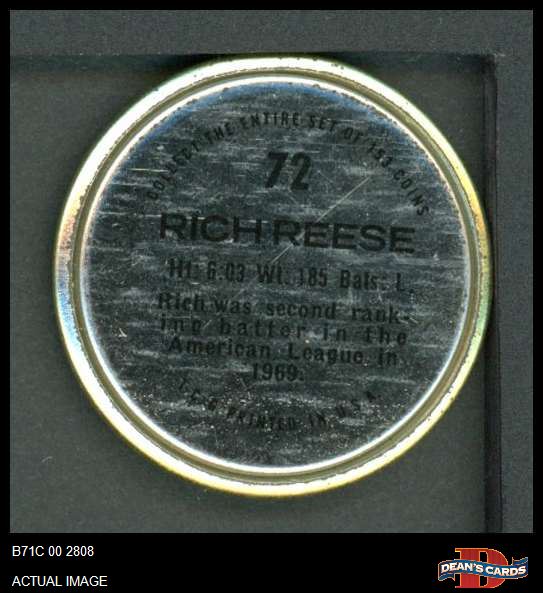 COLLECT THE ENTIRE SET OF 153 COINS
72
RICH REESE
Ht: 6.03 Wt. 185 Bats: L.
Rich was second rank-
ing batter in the
American League in
1969.
T.C.G PRINTED IN U.S.A.
B71C 00 2808
ACTUAL IMAGE
D
DEAN'S CARDS